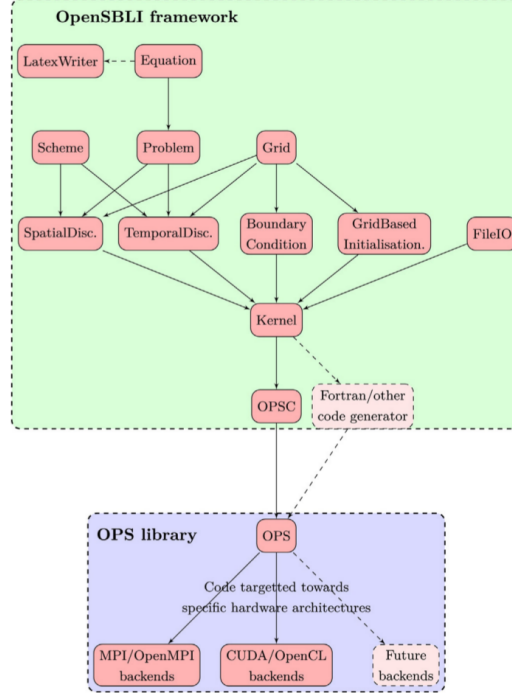 OpenSBLI framework
LatexWriter
Equation
Scheme
Problem
Grid
SpatialDisc.
TemporalDisc.
Boundary
Condition
GridBased
Initialisation.
FileIO
Kernel
OPSC
Fortran/other
code generator
OPS library
OPS
Code targetted towards
specific hardware architectures
MPI/OpenMPI
backends
CUDA/OpenCL
backends
Future
backends